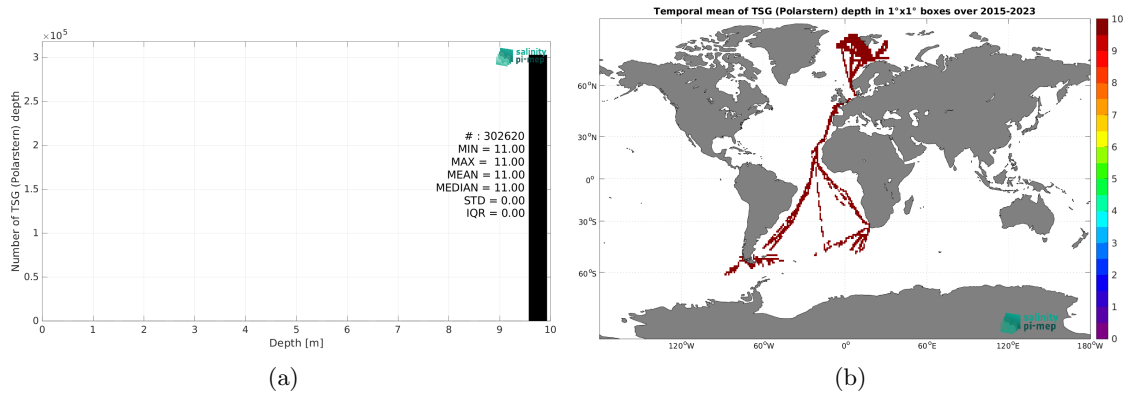 ×10⁵
3
2.5
2
1.5
1
0.5
0
0 1 2 3 4 5 6 7 8 9 10
Number of TSG (Polarstern) depth
Depth [m]
salinity
pi-mep
# : 302620
MIN = 11.00
MAX = 11.00
MEAN = 11.00
MEDIAN = 11.00
STD = 0.00
IQR = 0.00
(a)
Temporal mean of TSG (Polarstern) depth in 1°x1° boxes over 2015-2023
60°N
30°N
0°
30°S
60°S
120°W 60°W 0° 60°E 120°E 180°W
salinity
pi-mep
10
9
8
7
6
5
4
3
2
1
0
(b)